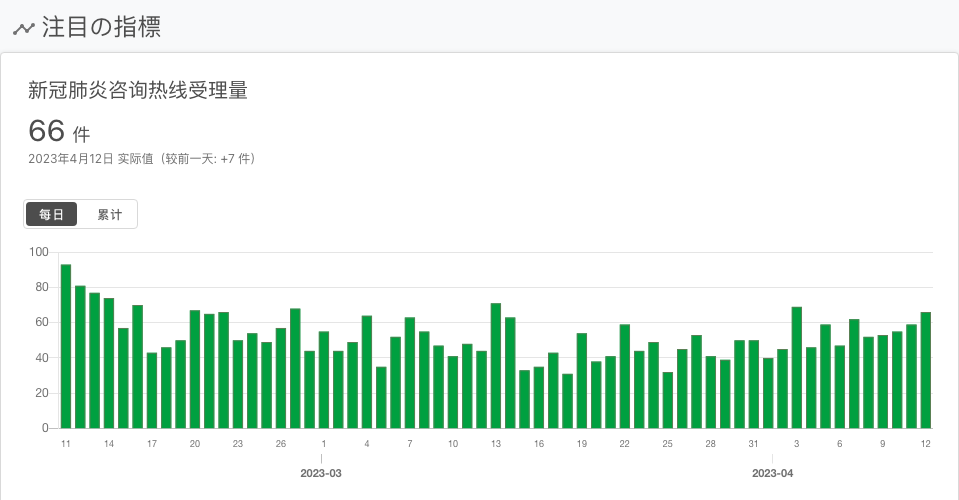 注目の指標
新冠肺炎咨询热线受理量
66 件
2023年4月12日 实际值（较前一天: +7 件）
每日 累计
100
80
60
40
20
0
11 14 17 20 23 26 1 4 7 10 13 16 19 22 25 28 31 3 6 9 12
2023-03 2023-04